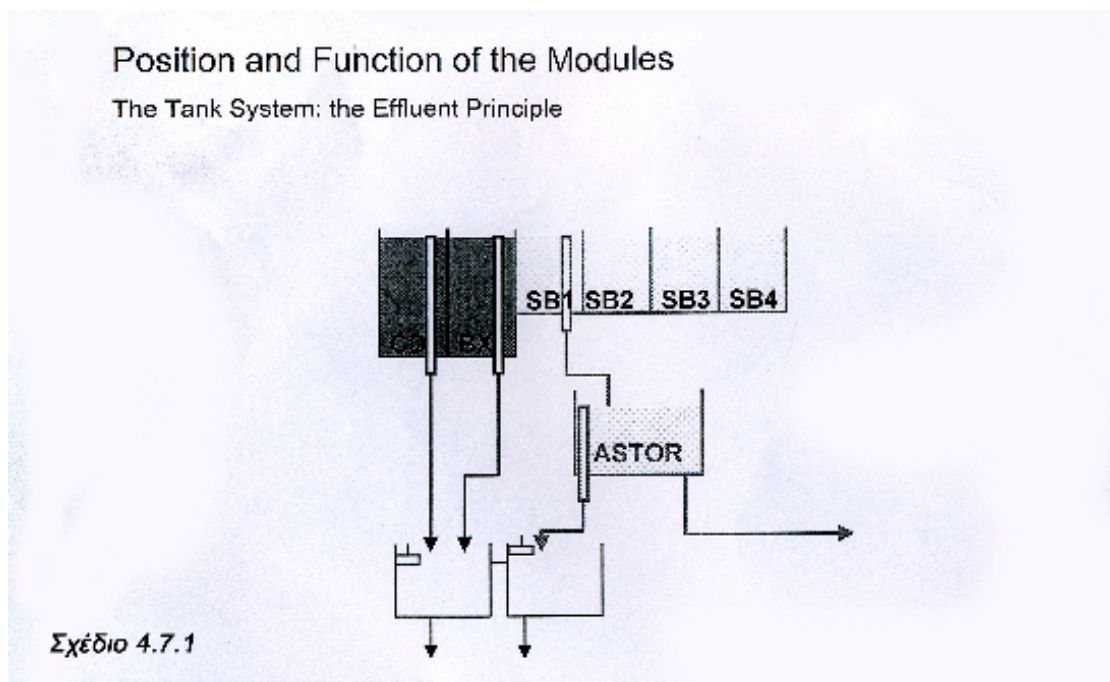 Position and Function of the Modules
The Tank System: the Effluent Principle
SB1 SB2 SB3 SB4
CD BX
ASTOR
Σχέδιο 4.7.1